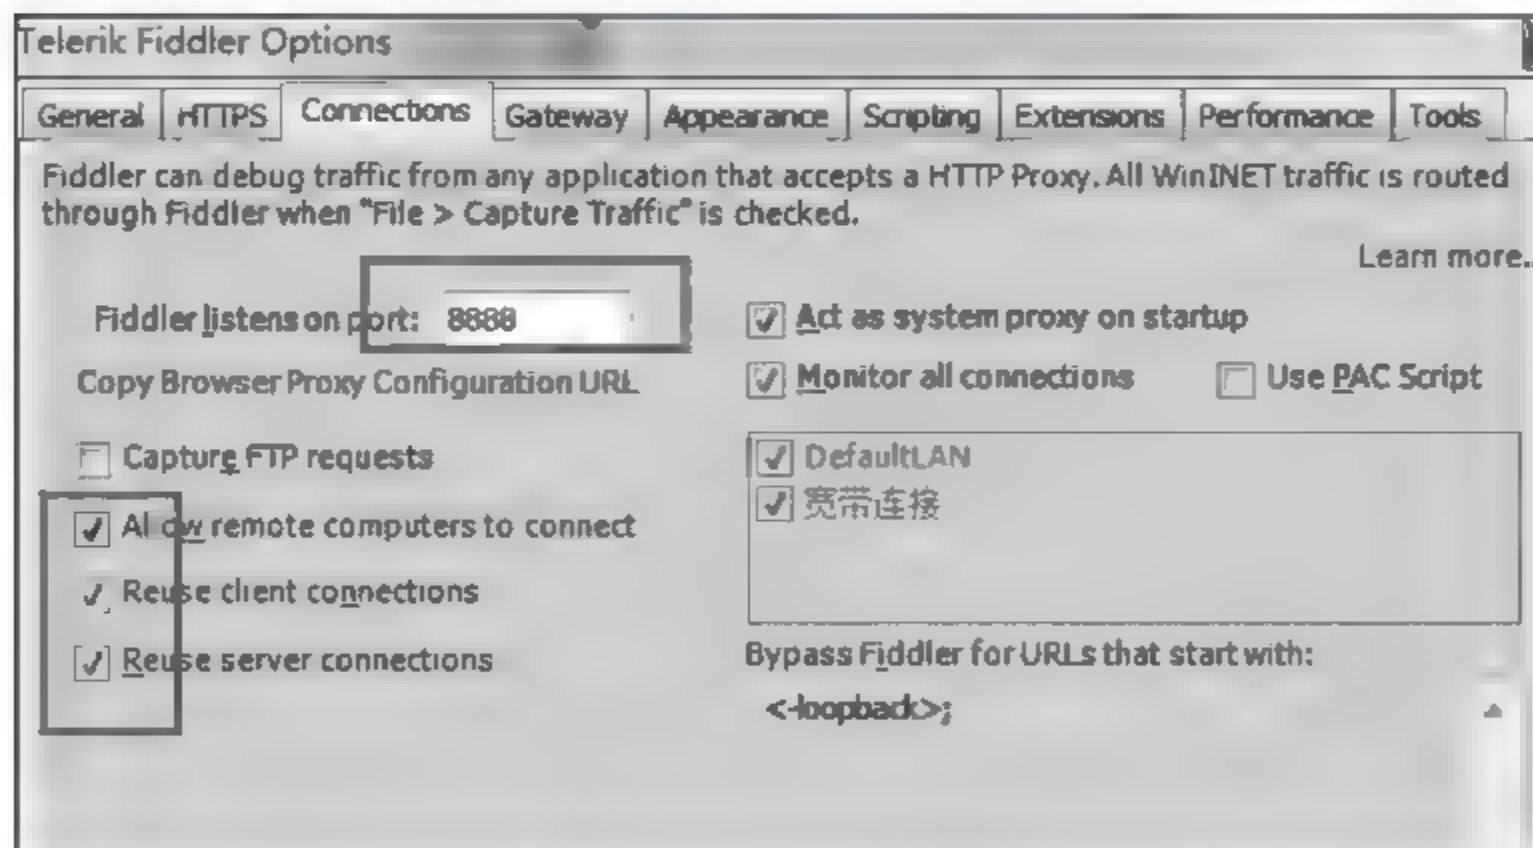 Telerik Fiddler Options
General HTTPS Connections Gateway Appearance Scripting Extensions Performance Tools
Fiddler can debug traffic from any application that accepts a HTTP Proxy. All WinINET traffic is routed
through Fiddler when "File > Capture Traffic" is checked.
Learn more..
Fiddler listens on port: 8888
Act as system proxy on startup
Copy Browser Proxy Configuration URL
Monitor all connections Use PAC Script
Capture FTP requests
DefaultLAN
Allow remote computers to connect
宽带连接
Reuse client connections
Reuse server connections
Bypass Fiddler for URLs that start with:
<-loopback>;